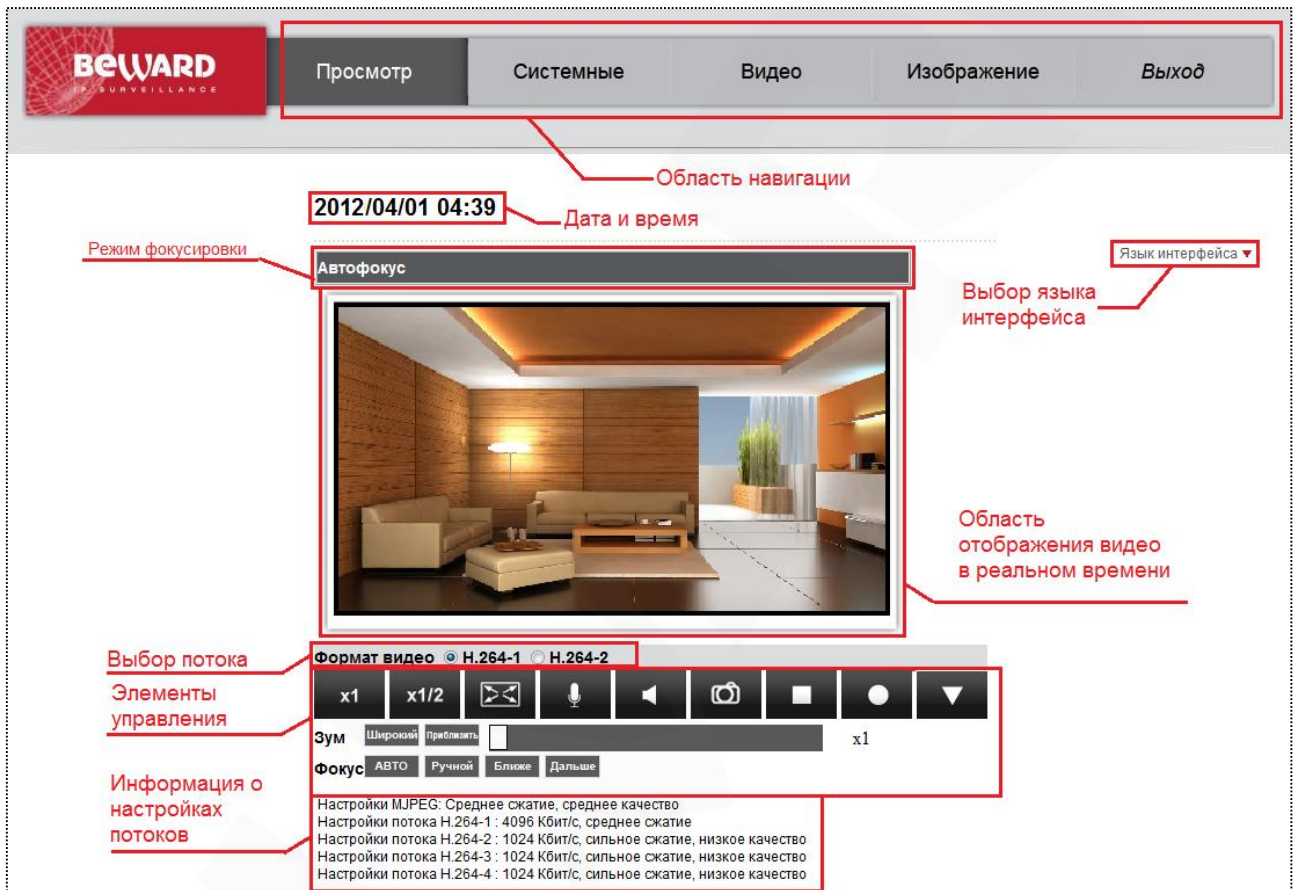 BEWARD
IP SURVEILLANCE
Просмотр
Системные
Видео
Изображение
Выход
Область навигации
2012/04/01 04:39
Дата и время
Режим фокусировки
Автофокус
Язык интерфейса
Выбор языка
интерфейса
Область
отображения видео
в реальном времени
Выбор потока
Формат видео H.264-1 H.264-2
Элементы
управления
x1
x1/2
Зум Широкий Приблизить x1
Фокус АВТО Ручной Ближе Дальше
Информация о
настройках
потоков
Настройки MJPEG: Среднее сжатие, среднее качество
Настройки потока H.264-1 : 4096 Кбит/с, среднее сжатие
Настройки потока H.264-2 : 1024 Кбит/с, сильное сжатие, низкое качество
Настройки потока H.264-3 : 1024 Кбит/с, сильное сжатие, низкое качество
Настройки потока H.264-4 : 1024 Кбит/с, сильное сжатие, низкое качество